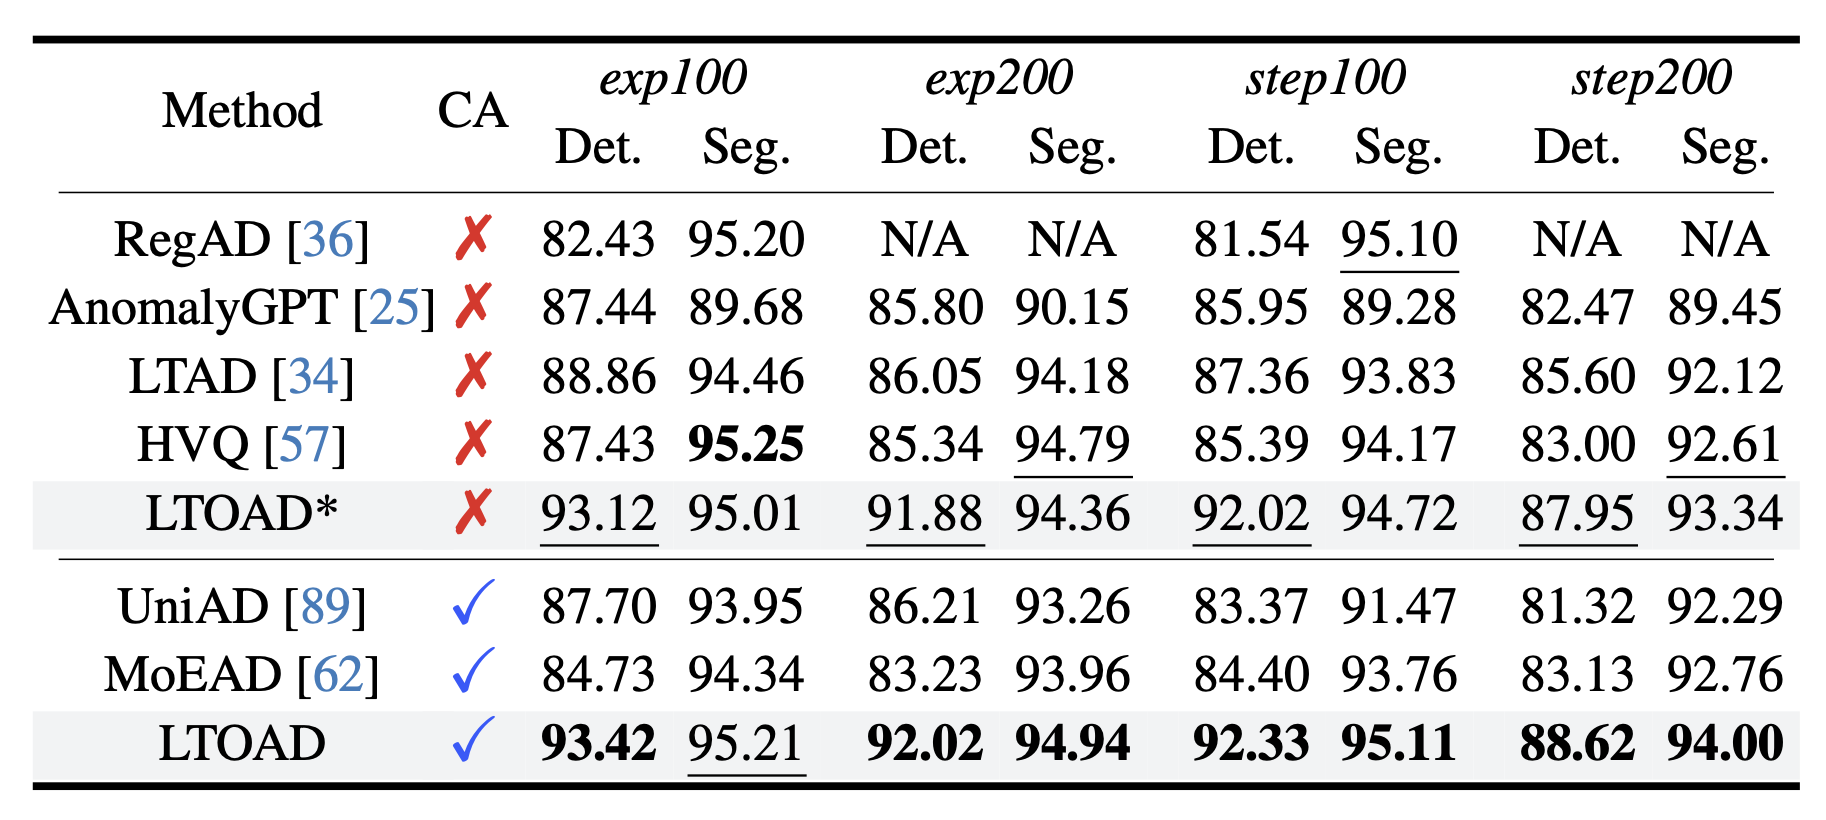 Method CA exp100 exp200 step100 step200
Det. Seg. Det. Seg. Det. Seg. Det. Seg.
RegAD [36] ✗ 82.43 95.20 N/A N/A 81.54 95.10 N/A N/A
AnomalyGPT [25] ✗ 87.44 89.68 85.80 90.15 85.95 89.28 82.47 89.45
LTAD [34] ✗ 88.86 94.46 86.05 94.18 87.36 93.83 85.60 92.12
HVQ [57] ✗ 87.43 95.25 85.34 94.79 85.39 94.17 83.00 92.61
LTOAD* ✗ 93.12 95.01 91.88 94.36 92.02 94.72 87.95 93.34
UniAD [89] ✓ 87.70 93.95 86.21 93.26 83.37 91.47 81.32 92.29
MoEAD [62] ✓ 84.73 94.34 83.23 93.96 84.40 93.76 83.13 92.76
LTOAD ✓ 93.42 95.21 92.02 94.94 92.33 95.11 88.62 94.00